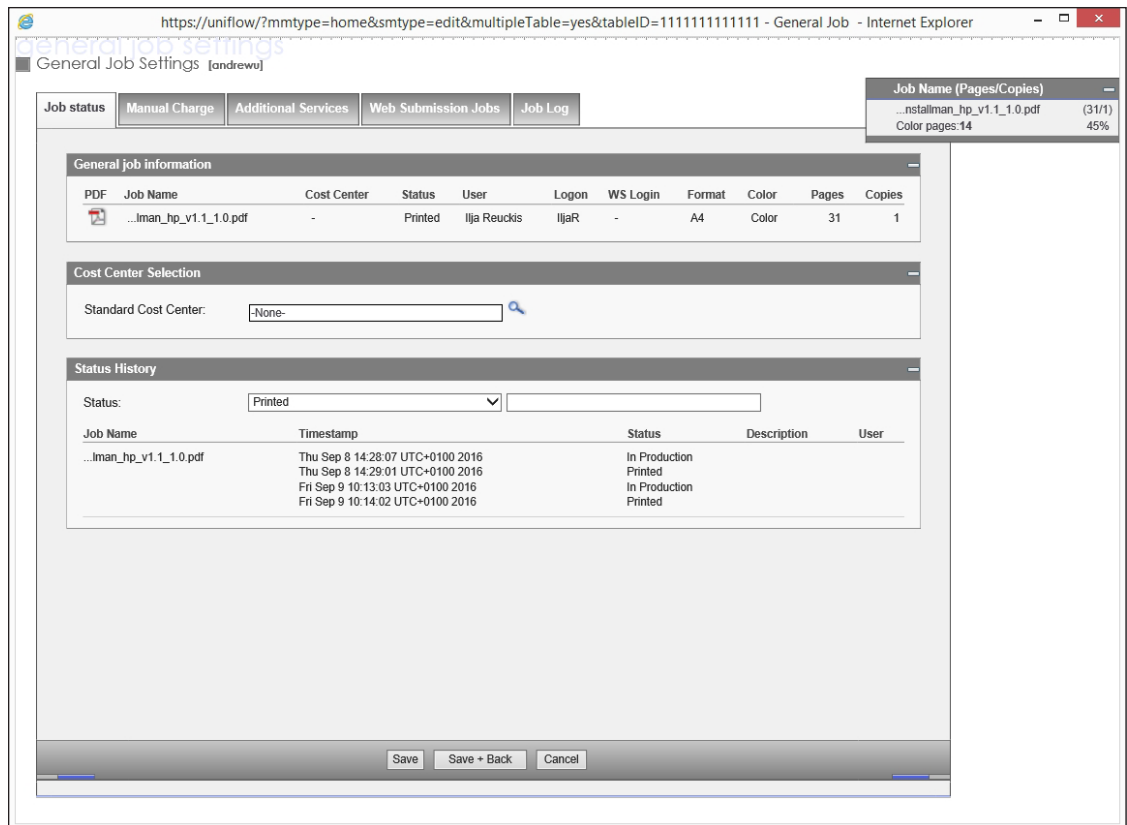 https://uniflow/?mmtype=home&smtype=edit&multipleTable=yes&tableID=1111111111111 - General Job - Internet Explorer
general job settings
General Job Settings [andrewu]
Job Name (Pages/Copies)
...nstallman_hp_v1.1_1.0.pdf (31/1)
Color pages:14 45%
Job status Manual Charge Additional Services Web Submission Jobs Job Log
General job information
PDF Job Name Cost Center Status User Logon WS Login Format Color Pages Copies
...lman_hp_v1.1_1.0.pdf - Printed Ilja Reuckis IljaR - A4 Color 31 1
Cost Center Selection
Standard Cost Center: -None-
Status History
Status: Printed
Job Name Timestamp Status Description User
...lman_hp_v1.1_1.0.pdf Thu Sep 8 14:28:07 UTC+0100 2016 In Production
Thu Sep 8 14:29:01 UTC+0100 2016 Printed
Fri Sep 9 10:13:03 UTC+0100 2016 In Production
Fri Sep 9 10:14:02 UTC+0100 2016 Printed
Save Save + Back Cancel